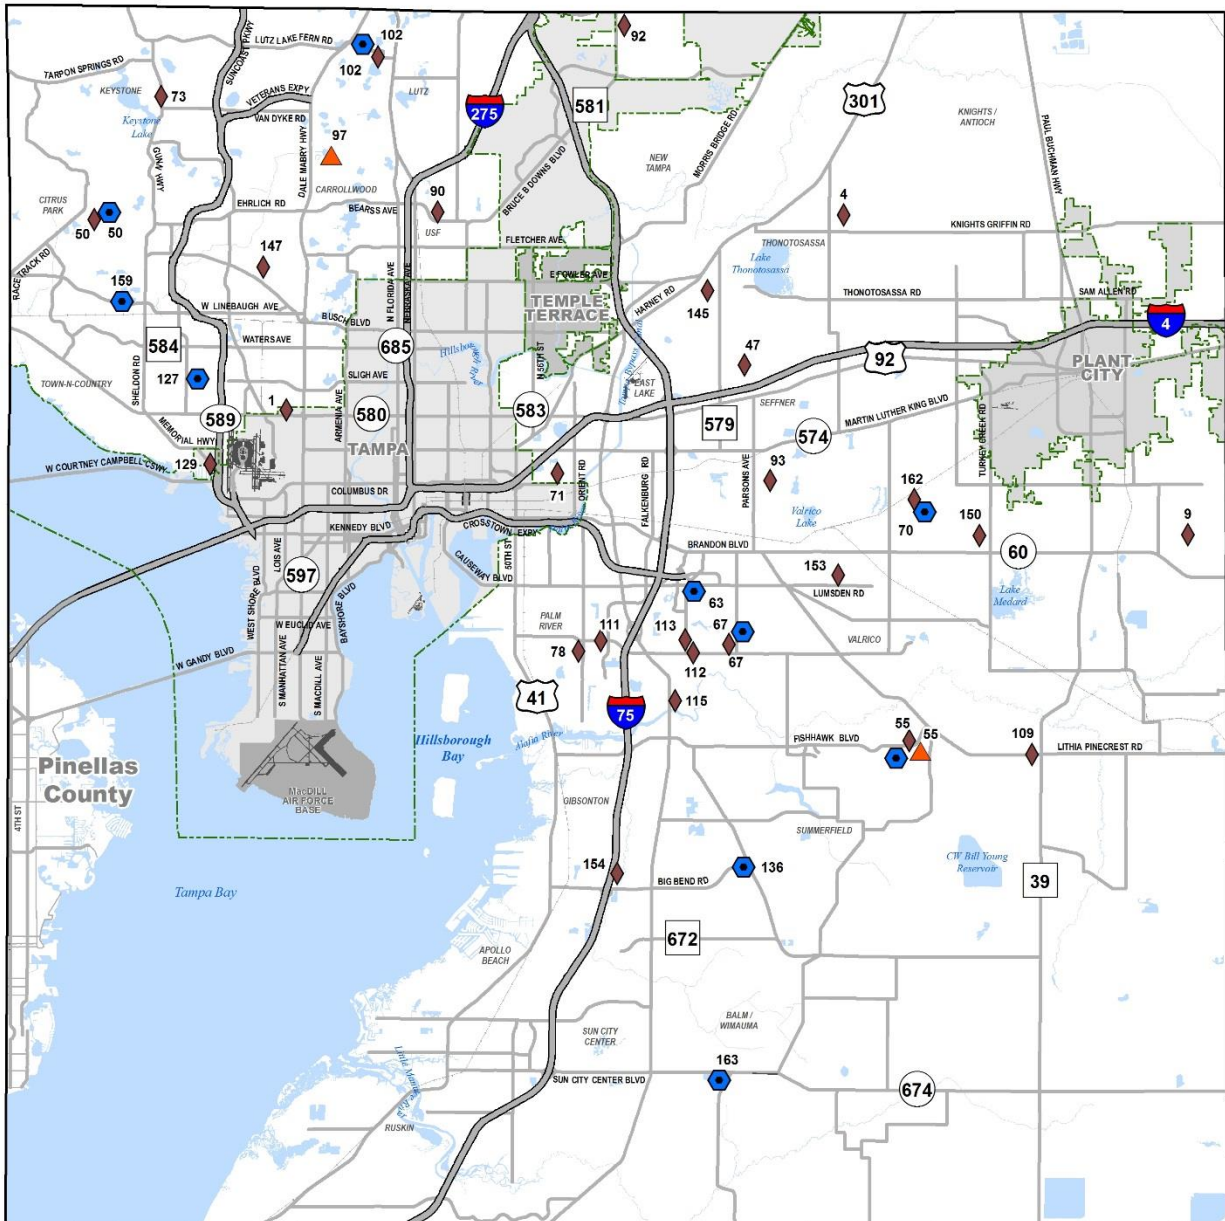 LUTZ LAKE FERN RD
102
92
SUNCOAST PKWY
TARPON SPRINGS RD
102
KEYSTONE
73
VETERANS EXPY
LUTZ
581
301
KNIGHTS /
ANTIOCH
PAUL BUCHMAN HWY
275
Keystone
Lake
VAN DYKE RD
97
MORRIS BRIDGE RD
GUNN HWY
DALE MABRY HWY
NEW
TAMPA
BRUCE B DOWNS BLVD
CARROLLWOOD
CITRUS
PARK
EHRLICH RD
BEARSS AVE
90
4
50
50
USF
KNIGHTS GRIFFIN RD
RACE TRACK RD
147
FLETCHER AVE
THONOTOSASSA
Lake
Thonotosassa
159
N FLORIDA AVE
NEBRASKA AVE
E FOWLER AVE
145
THONOTOSASSA RD
SAM ALLEN RD
W LINEBAUGH AVE
TEMPLE
TERRACE
HARNEY RD
BUSCH BLVD
4
584
WATERS AVE
685
N 56TH ST
47
92
PLANT
CITY
SHELDON RD
SLIGH AVE
TOWN-N-COUNTRY
127
EAST
LAKE
SEFFNER
1
589
ARMENIA AVE
580
583
579
574
MARTIN LUTHER KING BLVD
TURKEY CREEK RD
MEMORIAL HWY
TAMPA
W COURTNEY CAMPBELL CSWY
129
71
ORIENT RD
FALKENBURG RD
PARSONS AVE
93
162
COLUMBUS DR
Valrico
Lake
70
150
9
KENNEDY BLVD
CROSSTOWN EXPY
BRANDON BLVD
60
LOIS AVE
597
50TH ST
CAUSEWAY BLVD
153
WEST SHORE BLVD
BAYSHORE BLVD
63
LUMSDEN RD
Lake
Medard
W EUCLID AVE
PALM
RIVER
111
113
67
VALRICO
W GANDY BLVD
78
112
67
S MANHATTAN AVE
S MACDILL AVE
41
115
75
Hillsborough
Bay
Alafia River
55
55
109
FISHHAWK BLVD
LITHIA PINECREST RD
Pinellas
County
MacDILL
AIR FORCE
BASE
GIBSONTON
4TH ST
SUMMERFIELD
CW Bill Young
Reservoir
154
136
BIG BEND RD
39
Tampa Bay
672
APOLLO
BEACH
BALM /
WIMAUMA
SUN CITY
CENTER
163
SUN CITY CENTER BLVD
674
RUSKIN